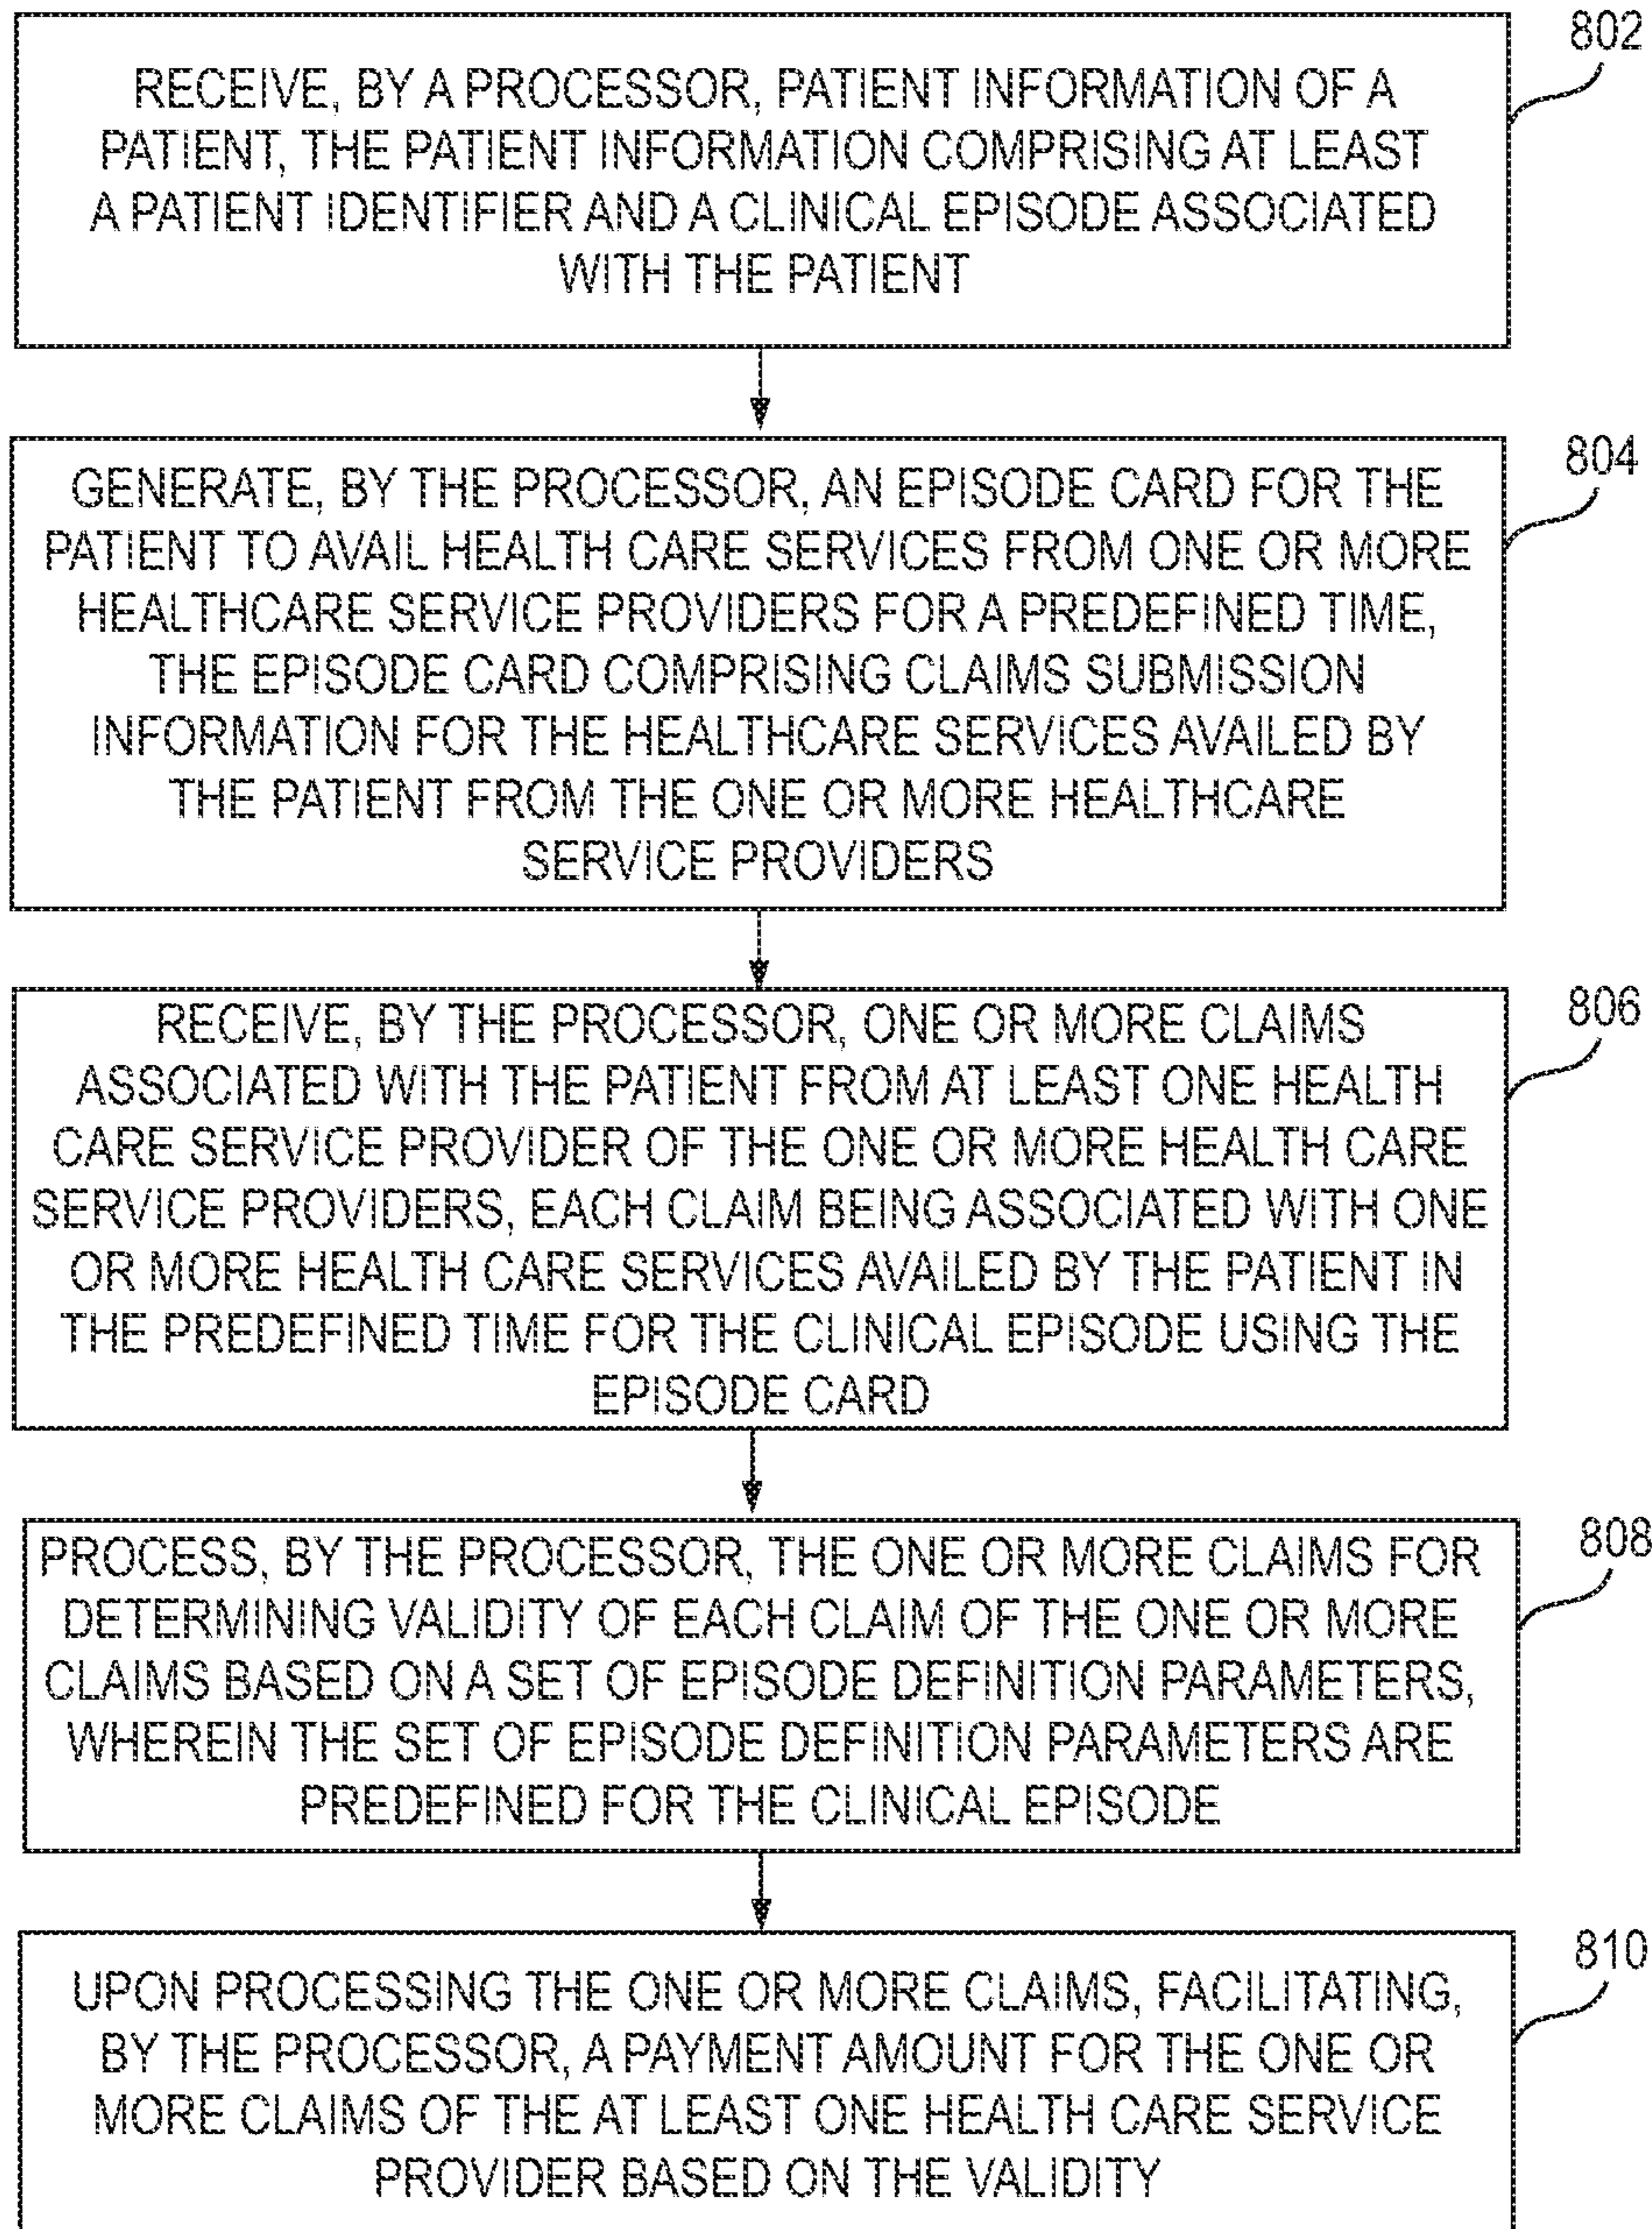 802
RECEIVE, BY A PROCESSOR, PATIENT INFORMATION OF A
PATIENT, THE PATIENT INFORMATION COMPRISING AT LEAST
A PATIENT IDENTIFIER AND A CLINICAL EPISODE ASSOCIATED
WITH THE PATIENT
804
GENERATE, BY THE PROCESSOR, AN EPISODE CARD FOR THE
PATIENT TO AVAIL HEALTH CARE SERVICES FROM ONE OR MORE
HEALTHCARE SERVICE PROVIDERS FOR A PREDEFINED TIME,
THE EPISODE CARD COMPRISING CLAIMS SUBMISSION
INFORMATION FOR THE HEALTHCARE SERVICES AVAILED BY
THE PATIENT FROM THE ONE OR MORE HEALTHCARE
SERVICE PROVIDERS
806
RECEIVE, BY THE PROCESSOR, ONE OR MORE CLAIMS
ASSOCIATED WITH THE PATIENT FROM AT LEAST ONE HEALTH
CARE SERVICE PROVIDER OF THE ONE OR MORE HEALTH CARE
SERVICE PROVIDERS, EACH CLAIM BEING ASSOCIATED WITH ONE
OR MORE HEALTH CARE SERVICES AVAILED BY THE PATIENT IN
THE PREDEFINED TIME FOR THE CLINICAL EPISODE USING THE
EPISODE CARD
808
PROCESS, BY THE PROCESSOR, THE ONE OR MORE CLAIMS FOR
DETERMINING VALIDITY OF EACH CLAIM OF THE ONE OR MORE
CLAIMS BASED ON A SET OF EPISODE DEFINITION PARAMETERS,
WHEREIN THE SET OF EPISODE DEFINITION PARAMETERS ARE
PREDEFINED FOR THE CLINICAL EPISODE
810
UPON PROCESSING THE ONE OR MORE CLAIMS, FACILITATING,
BY THE PROCESSOR, A PAYMENT AMOUNT FOR THE ONE OR
MORE CLAIMS OF THE AT LEAST ONE HEALTH CARE SERVICE
PROVIDER BASED ON THE VALIDITY